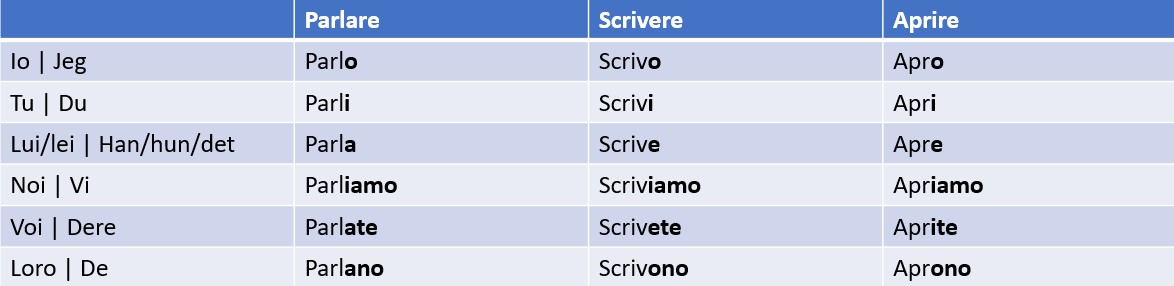 Parlare Scrivere Aprire
Io | Jeg Parlo Scrivo Apro
Tu | Du Parli Scrivi Apri
Lui/lei | Han/hun/det Parla Scrive Apre
Noi | Vi Parliamo Scriviamo Apriamo
Voi | Dere Parlate Scrivete Aprite
Loro | De Parlano Scrivono Aprono